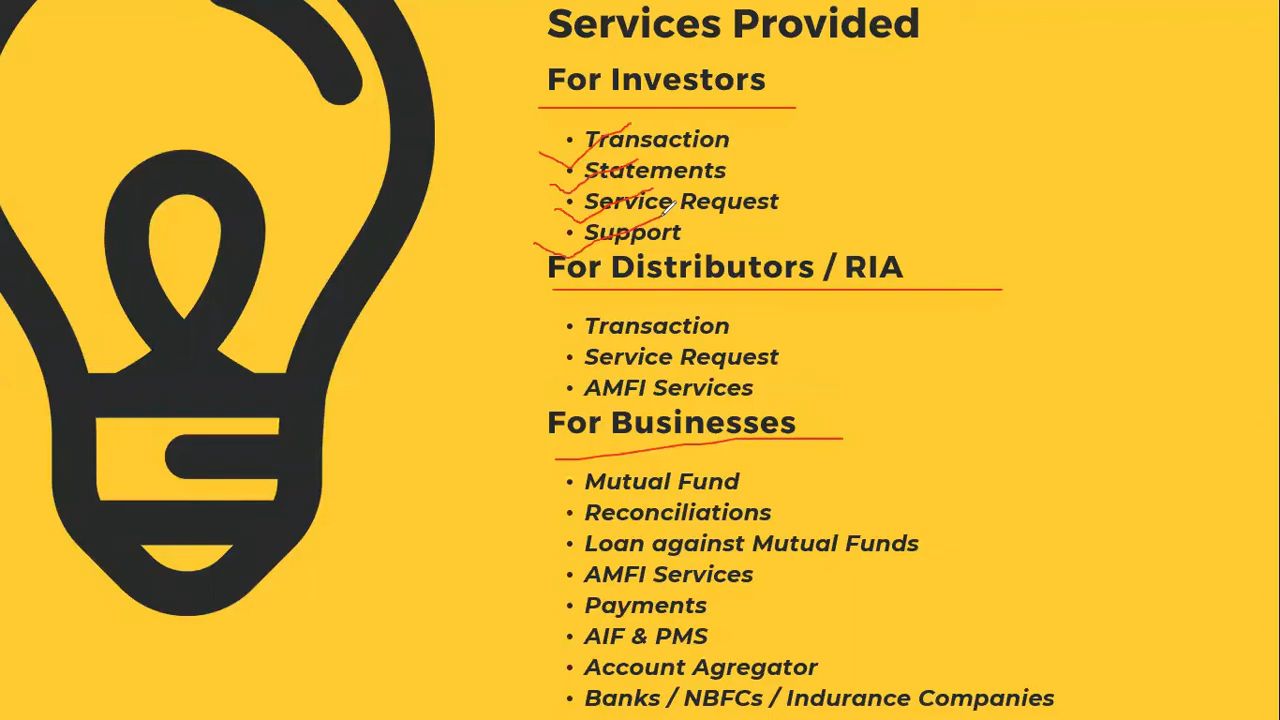 Services Provided
For Investors
• Transaction
• Statements
• Service Request
• Support
For Distributors / RIA
• Transaction
• Service Request
• AMFI Services
For Businesses
• Mutual Fund
• Reconciliations
• Loan against Mutual Funds
• AMFI Services
• Payments
• AIF & PMS
• Account Agregator
• Banks / NBFCs / Indurance Companies